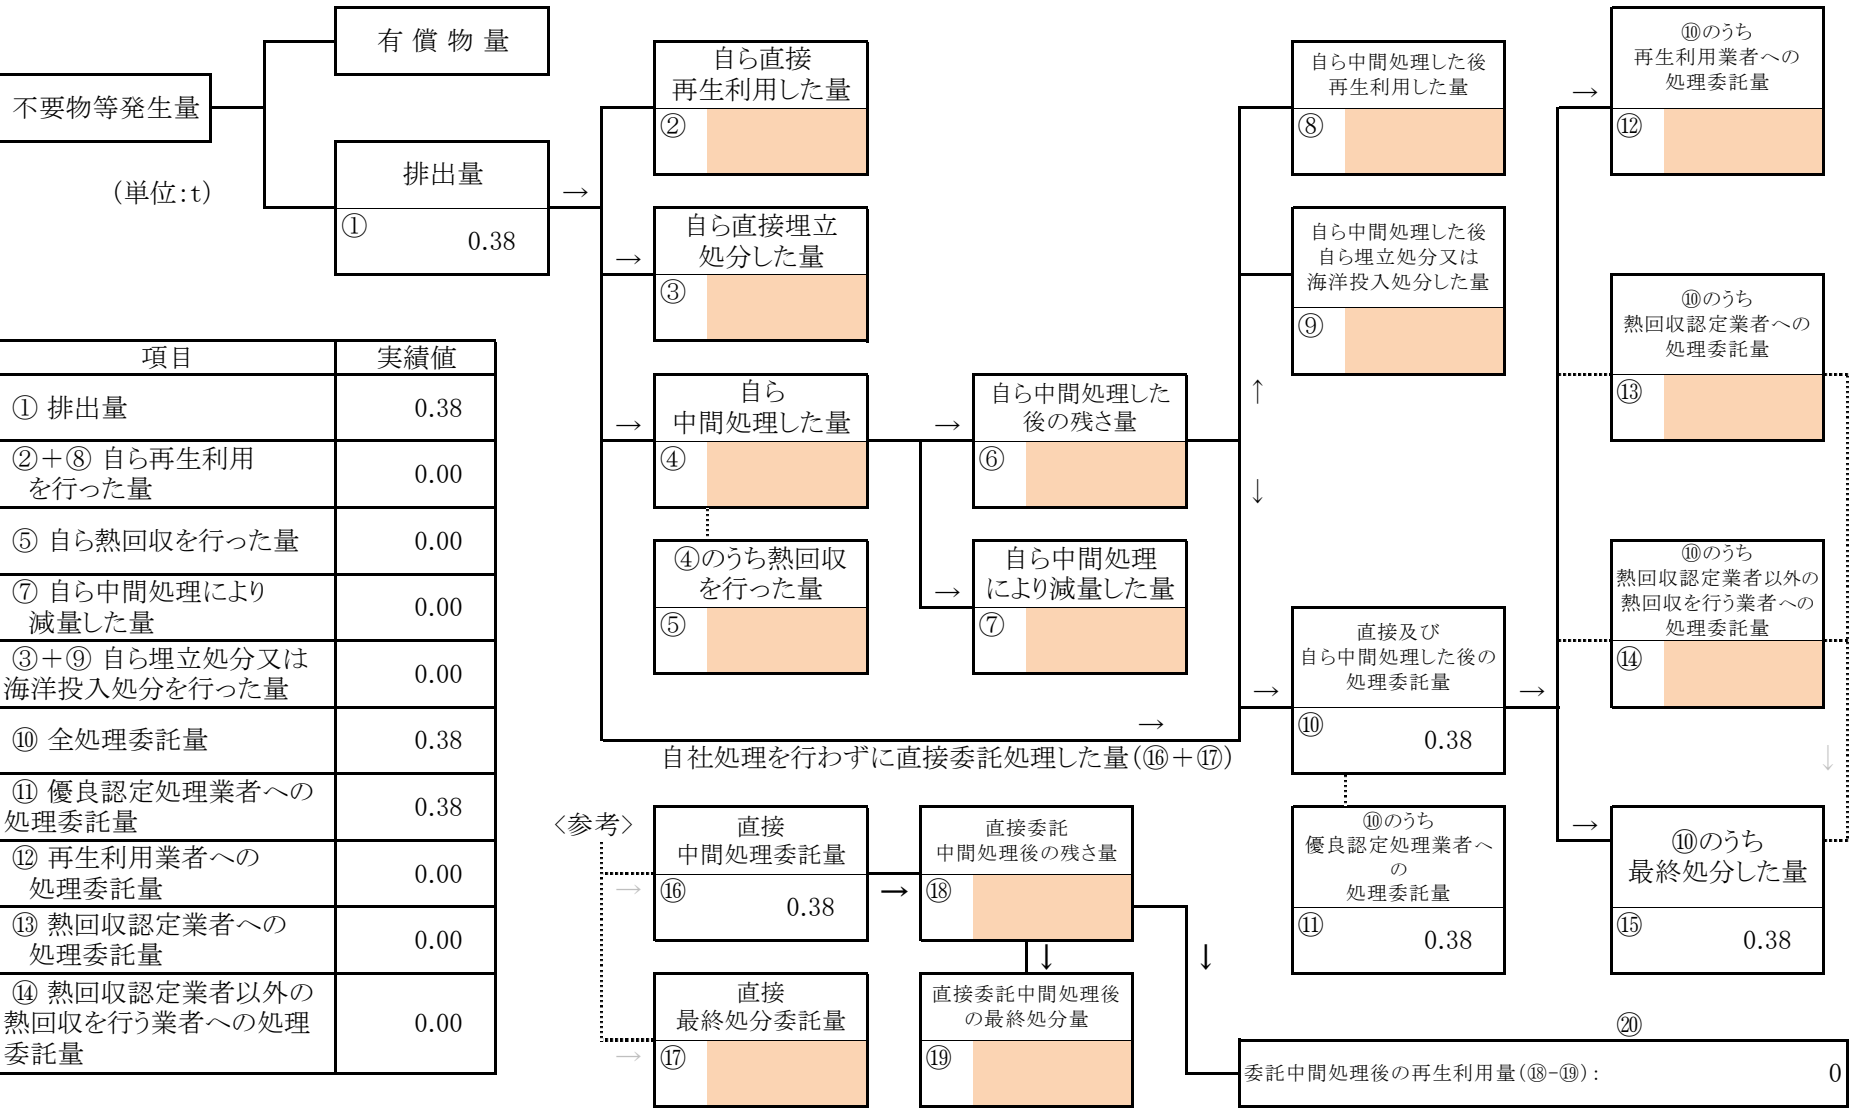 有償物量
不要物等発生量
(単位:t)
排出量
→
① 0.38
項目 実績値
① 排出量 0.38
②+⑧ 自ら再生利用
を行った量
0.00
⑤ 自ら熱回収を行った量 0.00
⑦ 自ら中間処理により
減量した量
0.00
③+⑨ 自ら埋立処分又は
海洋投入処分を行った量
0.00
⑩ 全処理委託量 0.38
⑪ 優良認定処理業者への
処理委託量
0.38
⑫ 再生利用業者への
処理委託量
0.00
⑬ 熱回収認定業者への
処理委託量
0.00
⑭ 熱回収認定業者以外の
熱回収を行う業者への処理
委託量
0.00
自ら直接
再生利用した量
②
→
自ら直接埋立
処分した量
③
→
自ら
中間処理した量
④
④のうち熱回収
を行った量
⑤
→
自ら中間処理した
後の残さ量
⑥
→
自ら中間処理
により減量した量
⑦
→
自社処理を行わずに直接委託処理した量(⑯+⑰)
<参考>
→
直接
中間処理委託量
⑯ 0.38
→
直接
最終処分委託量
⑰
→
直接委託
中間処理後の残さ量
⑱
↓
直接委託中間処理後
の最終処分量
⑲
↓
自ら中間処理した後
再生利用した量
⑧
自ら中間処理した後
自ら埋立処分又は
海洋投入処分した量
⑨
↑
↓
→
直接及び
自ら中間処理した後の
処理委託量
⑩ 0.38
⑩のうち
優良認定処理業者へ
の
処理委託量
⑪ 0.38
→
→
⑩のうち
再生利用業者への
処理委託量
⑫
⑩のうち
熱回収認定業者への
処理委託量
⑬
⑩のうち
熱回収認定業者以外の
熱回収を行う業者への
処理委託量
⑭
↓
→
⑩のうち
最終処分した量
⑮ 0.38
⑳
委託中間処理後の再生利用量(⑱-⑲): 0